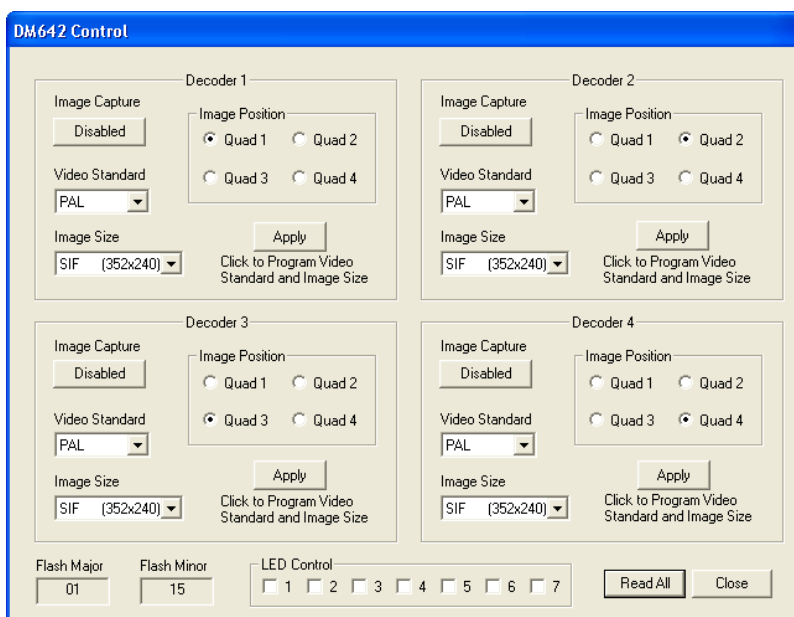 DM642 Control
Decoder 1
Image Capture
Disabled
Image Position
Quad 1 Quad 2
Quad 3 Quad 4
Video Standard
PAL
Image Size
SIF (352x240)
Apply
Click to Program Video
Standard and Image Size
Decoder 2
Image Capture
Disabled
Image Position
Quad 1 Quad 2
Quad 3 Quad 4
Video Standard
PAL
Image Size
SIF (352x240)
Apply
Click to Program Video
Standard and Image Size
Decoder 3
Image Capture
Disabled
Image Position
Quad 1 Quad 2
Quad 3 Quad 4
Video Standard
PAL
Image Size
SIF (352x240)
Apply
Click to Program Video
Standard and Image Size
Decoder 4
Image Capture
Disabled
Image Position
Quad 1 Quad 2
Quad 3 Quad 4
Video Standard
PAL
Image Size
SIF (352x240)
Apply
Click to Program Video
Standard and Image Size
Flash Major
01
Flash Minor
15
LED Control
1 2 3 4 5 6 7
Read All
Close